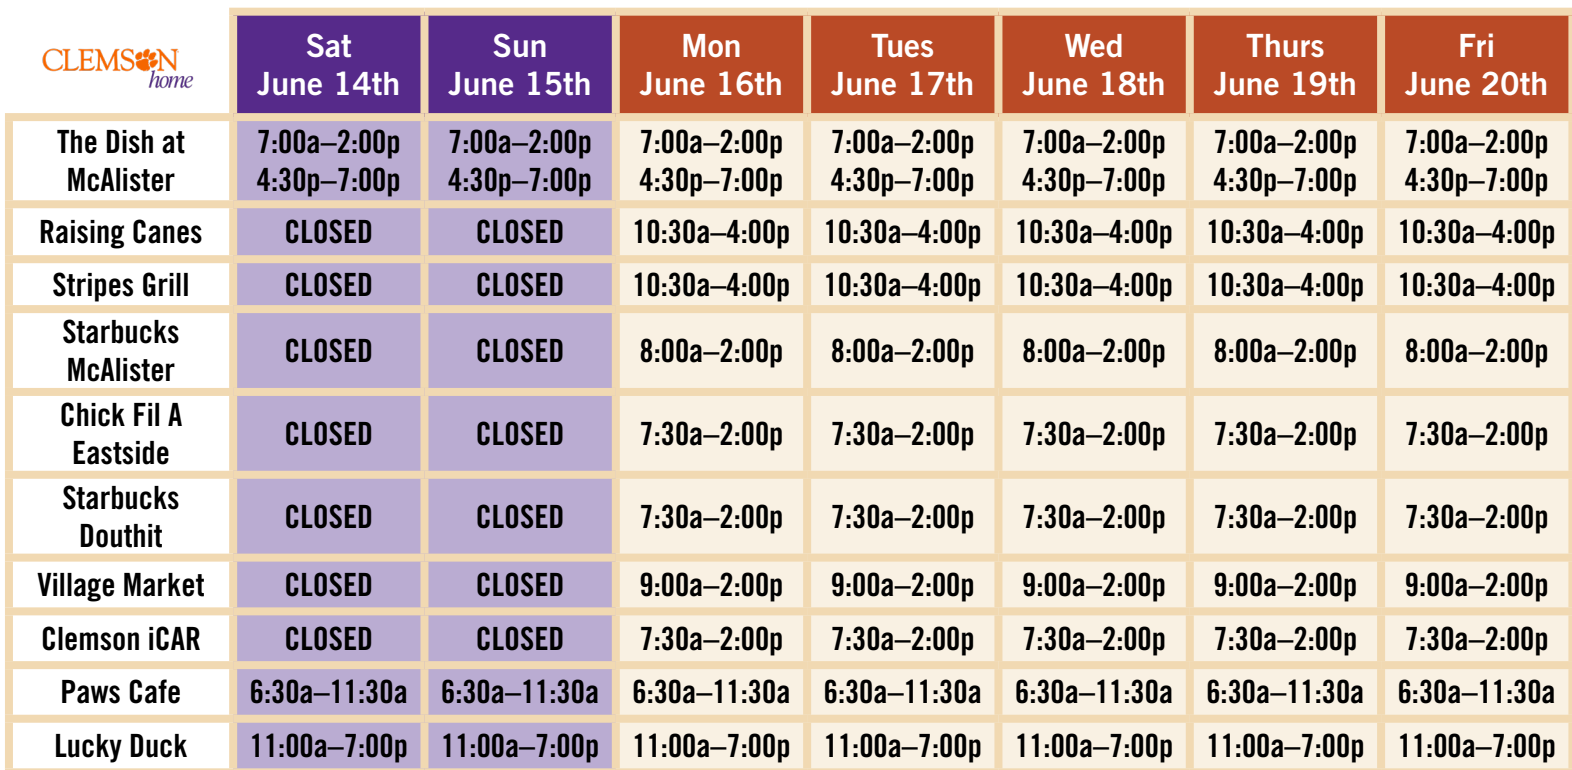 CLEMSON
home
Sat
June 14th
Sun
June 15th
Mon
June 16th
Tues
June 17th
Wed
June 18th
Thurs
June 19th
Fri
June 20th
The Dish at
McAlister
7:00a–2:00p
4:30p–7:00p
7:00a–2:00p
4:30p–7:00p
7:00a–2:00p
4:30p–7:00p
7:00a–2:00p
4:30p–7:00p
7:00a–2:00p
4:30p–7:00p
7:00a–2:00p
4:30p–7:00p
7:00a–2:00p
4:30p–7:00p
Raising Canes CLOSED CLOSED 10:30a–4:00p 10:30a–4:00p 10:30a–4:00p 10:30a–4:00p 10:30a–4:00p
Stripes Grill CLOSED CLOSED 10:30a–4:00p 10:30a–4:00p 10:30a–4:00p 10:30a–4:00p 10:30a–4:00p
Starbucks
McAlister
CLOSED CLOSED 8:00a–2:00p 8:00a–2:00p 8:00a–2:00p 8:00a–2:00p 8:00a–2:00p
Chick Fil A
Eastside
CLOSED CLOSED 7:30a–2:00p 7:30a–2:00p 7:30a–2:00p 7:30a–2:00p 7:30a–2:00p
Starbucks
Douthit
CLOSED CLOSED 7:30a–2:00p 7:30a–2:00p 7:30a–2:00p 7:30a–2:00p 7:30a–2:00p
Village Market CLOSED CLOSED 9:00a–2:00p 9:00a–2:00p 9:00a–2:00p 9:00a–2:00p 9:00a–2:00p
Clemson iCAR CLOSED CLOSED 7:30a–2:00p 7:30a–2:00p 7:30a–2:00p 7:30a–2:00p 7:30a–2:00p
Paws Cafe 6:30a–11:30a 6:30a–11:30a 6:30a–11:30a 6:30a–11:30a 6:30a–11:30a 6:30a–11:30a 6:30a–11:30a
Lucky Duck 11:00a–7:00p 11:00a–7:00p 11:00a–7:00p 11:00a–7:00p 11:00a–7:00p 11:00a–7:00p 11:00a–7:00p